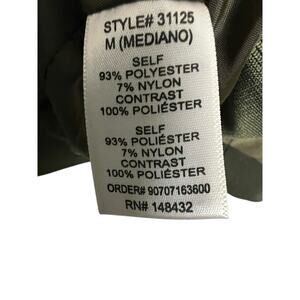 STYLE# 31125
M (MEDIANO)
SELF
93% POLYESTER
7% NYLON
CONTRAST
100% POLIÉSTER
SELF
93% POLIÉSTER
7% NYLON
CONTRAST
100% POLIÉSTER
ORDER# 90707163600
RN# 148432